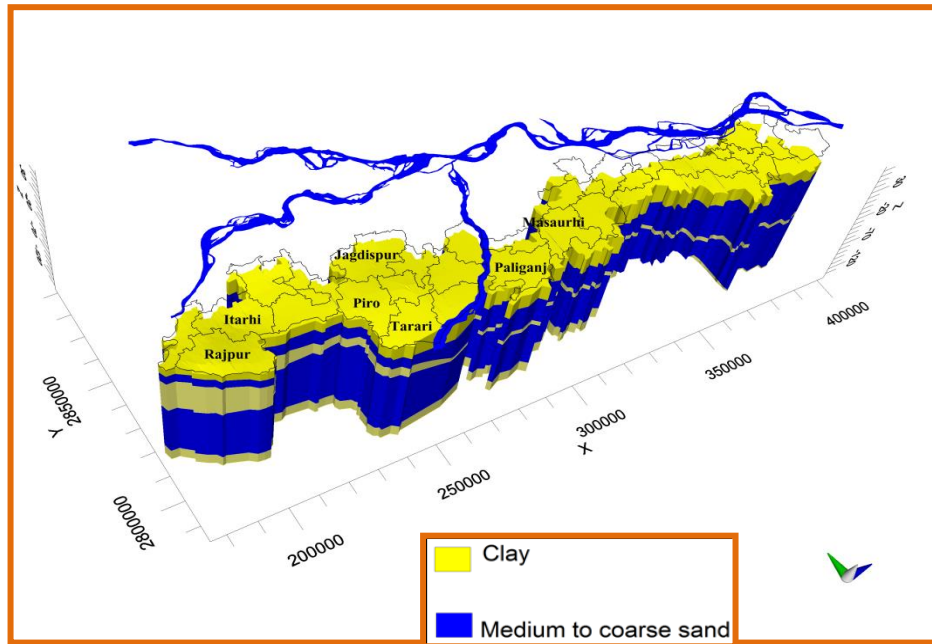 Masaurhi
Jagdispur
Paliganj
Piro
Itarhi
Tarari
Rajpur
Z
400000
350000
300000
X
250000
200000
Y
2850000
2800000
Clay
Medium to coarse sand